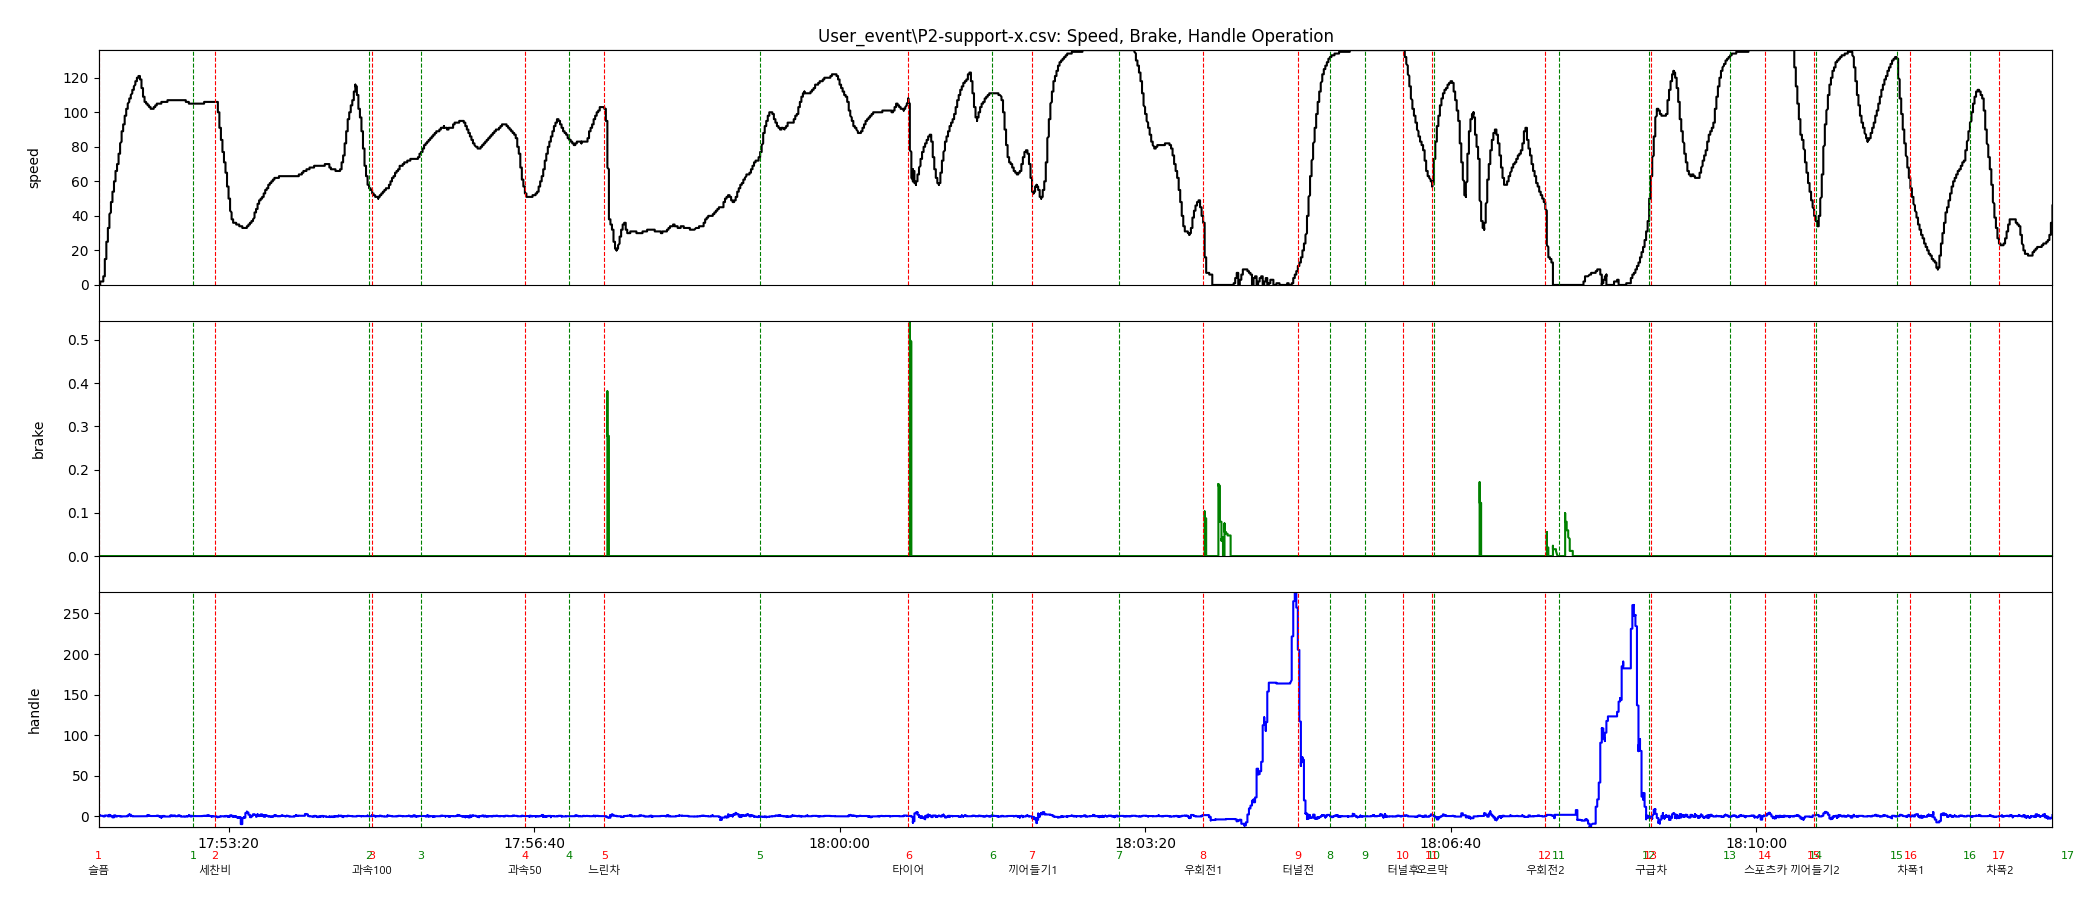 User_event\P2-support-x.csv: Speed, Brake, Handle Operation
120
100
80
60
40
20
0
speed
0.5
0.4
0.3
0.2
0.1
0.0
brake
250
200
150
100
50
0
handle
17:53:20 17:56:40 18:00:00 18:03:20 18:06:40 18:10:00
1 1 2 2 3 3 4 4 5 5 6 6 7 7 8 9 8 9 10 11 10 12 11 12 13 13 14 15 14 15 16 16 17 17
슬픔 세찬비 과속100 과속50 느린차 타이어 끼어들기1 우회전1 터널전 터널후 오르막 우회전2 구급차 스포츠카 끼어들기2 차폭1 차폭2